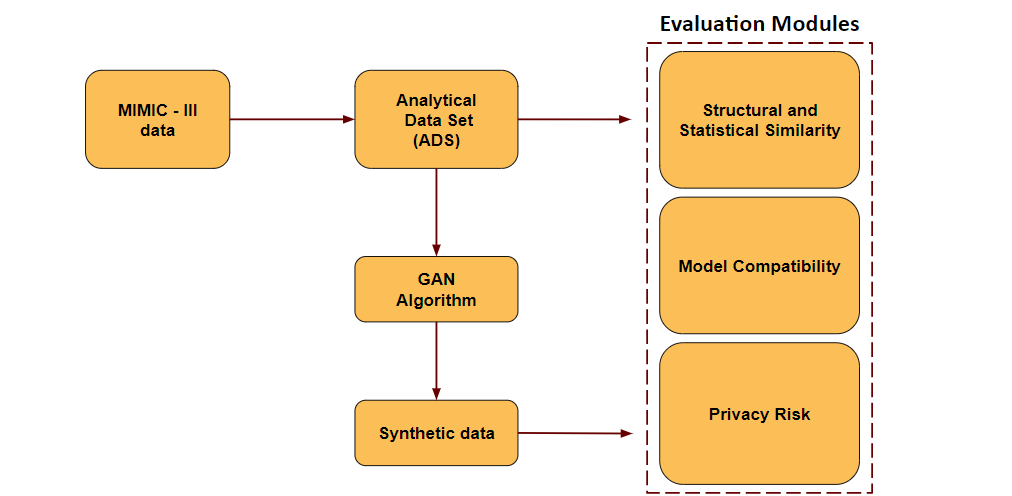 Evaluation Modules
MIMIC - III
data
Analytical
Data Set
(ADS)
Structural and
Statistical Similarity
GAN
Algorithm
Model Compatibility
Synthetic data
Privacy Risk